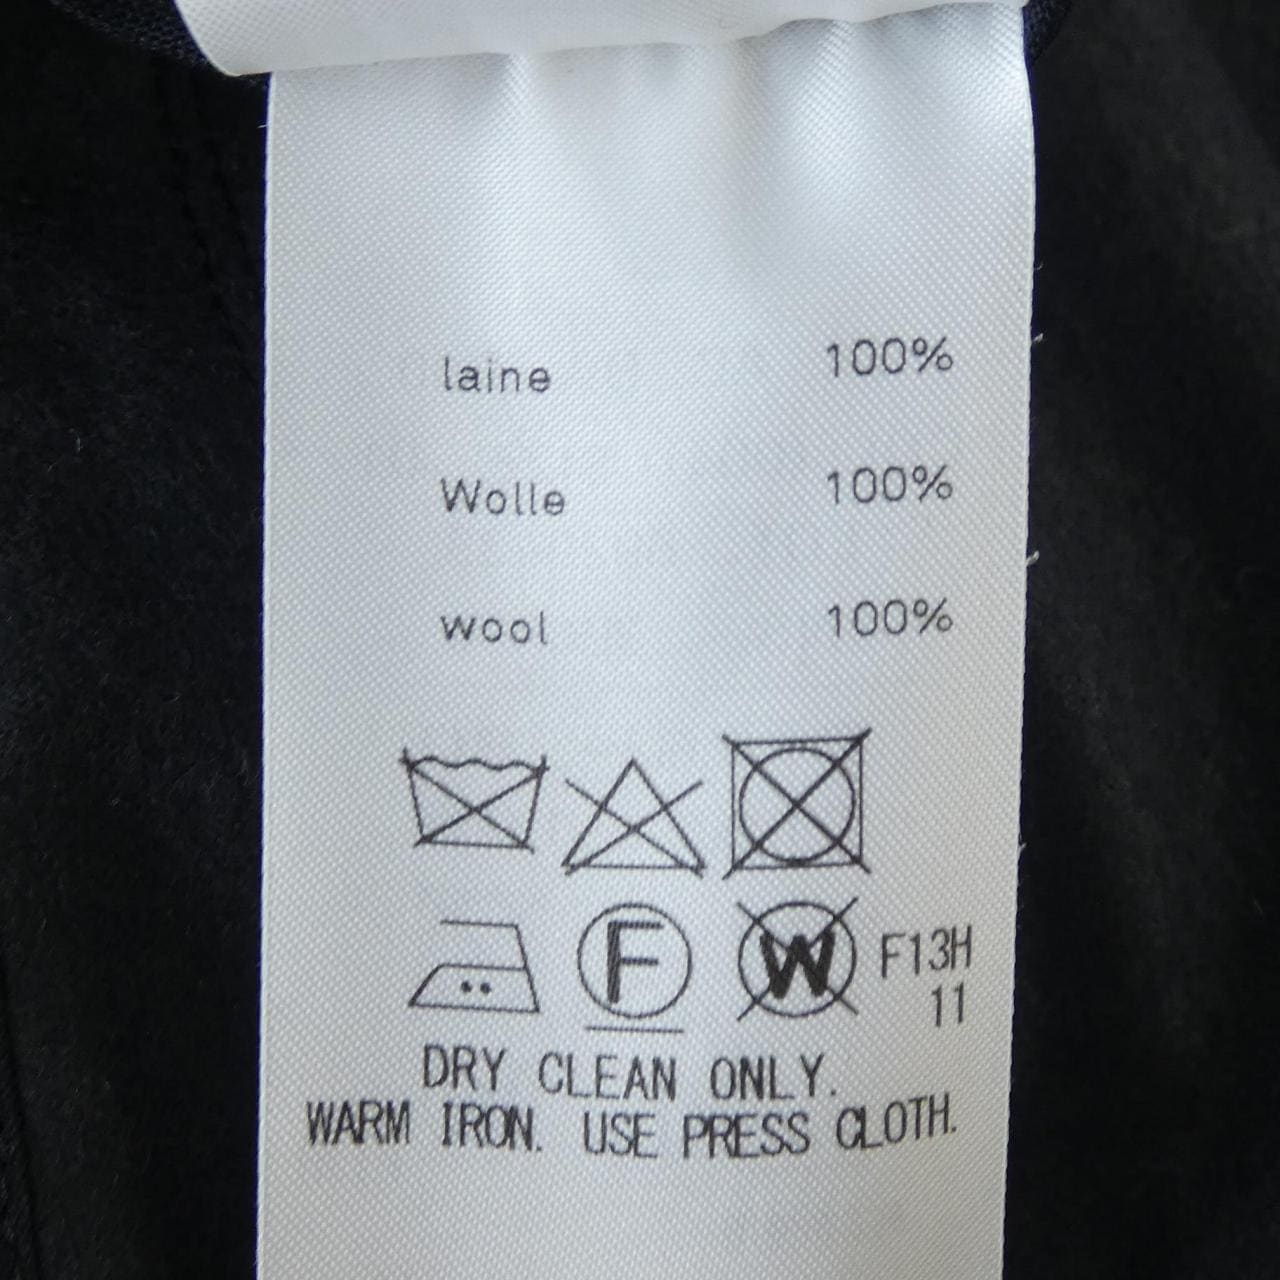 laine 100%
Wolle 100%
wool 100%
F W F13H
11
DRY CLEAN ONLY.
WARM IRON. USE PRESS CLOTH.